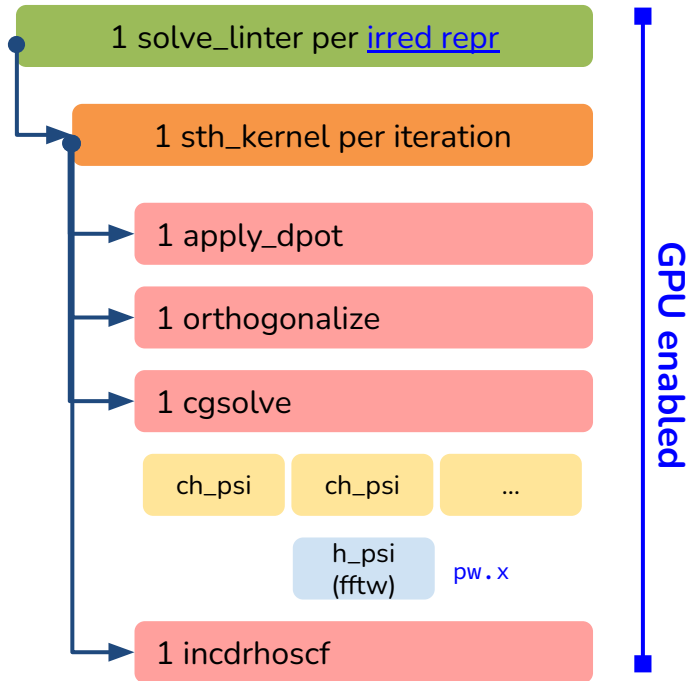 1 solve_linter per irred repr
1 sth_kernel per iteration
1 apply_dpot
1 orthogonalize
1 cgsolve
ch_psi
ch_psi
...
h_psi
(fftw)
pw.x
1 incdrhoscf
GPU enabled